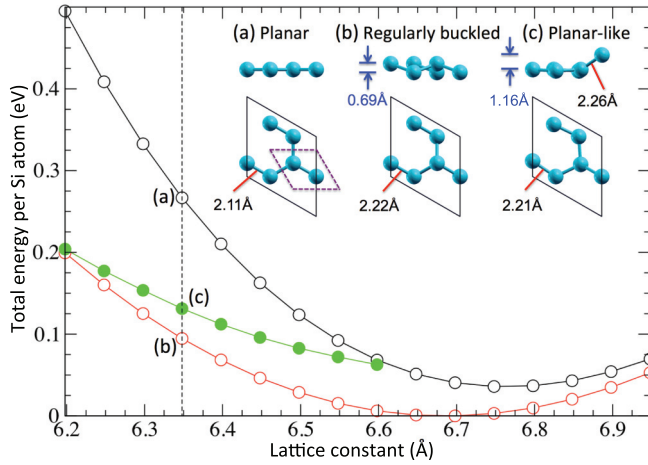 (a) Planar
(b) Regularly buckled
(c) Planar-like
0.69Å
1.16Å
2.26Å
2.11Å
2.22Å
2.21Å
(a)
(c)
(b)
Total energy per Si atom (eV)
0.4
0.3
0.2
0.1
0
6.2 6.3 6.4 6.5 6.6 6.7 6.8 6.9
Lattice constant (Å)